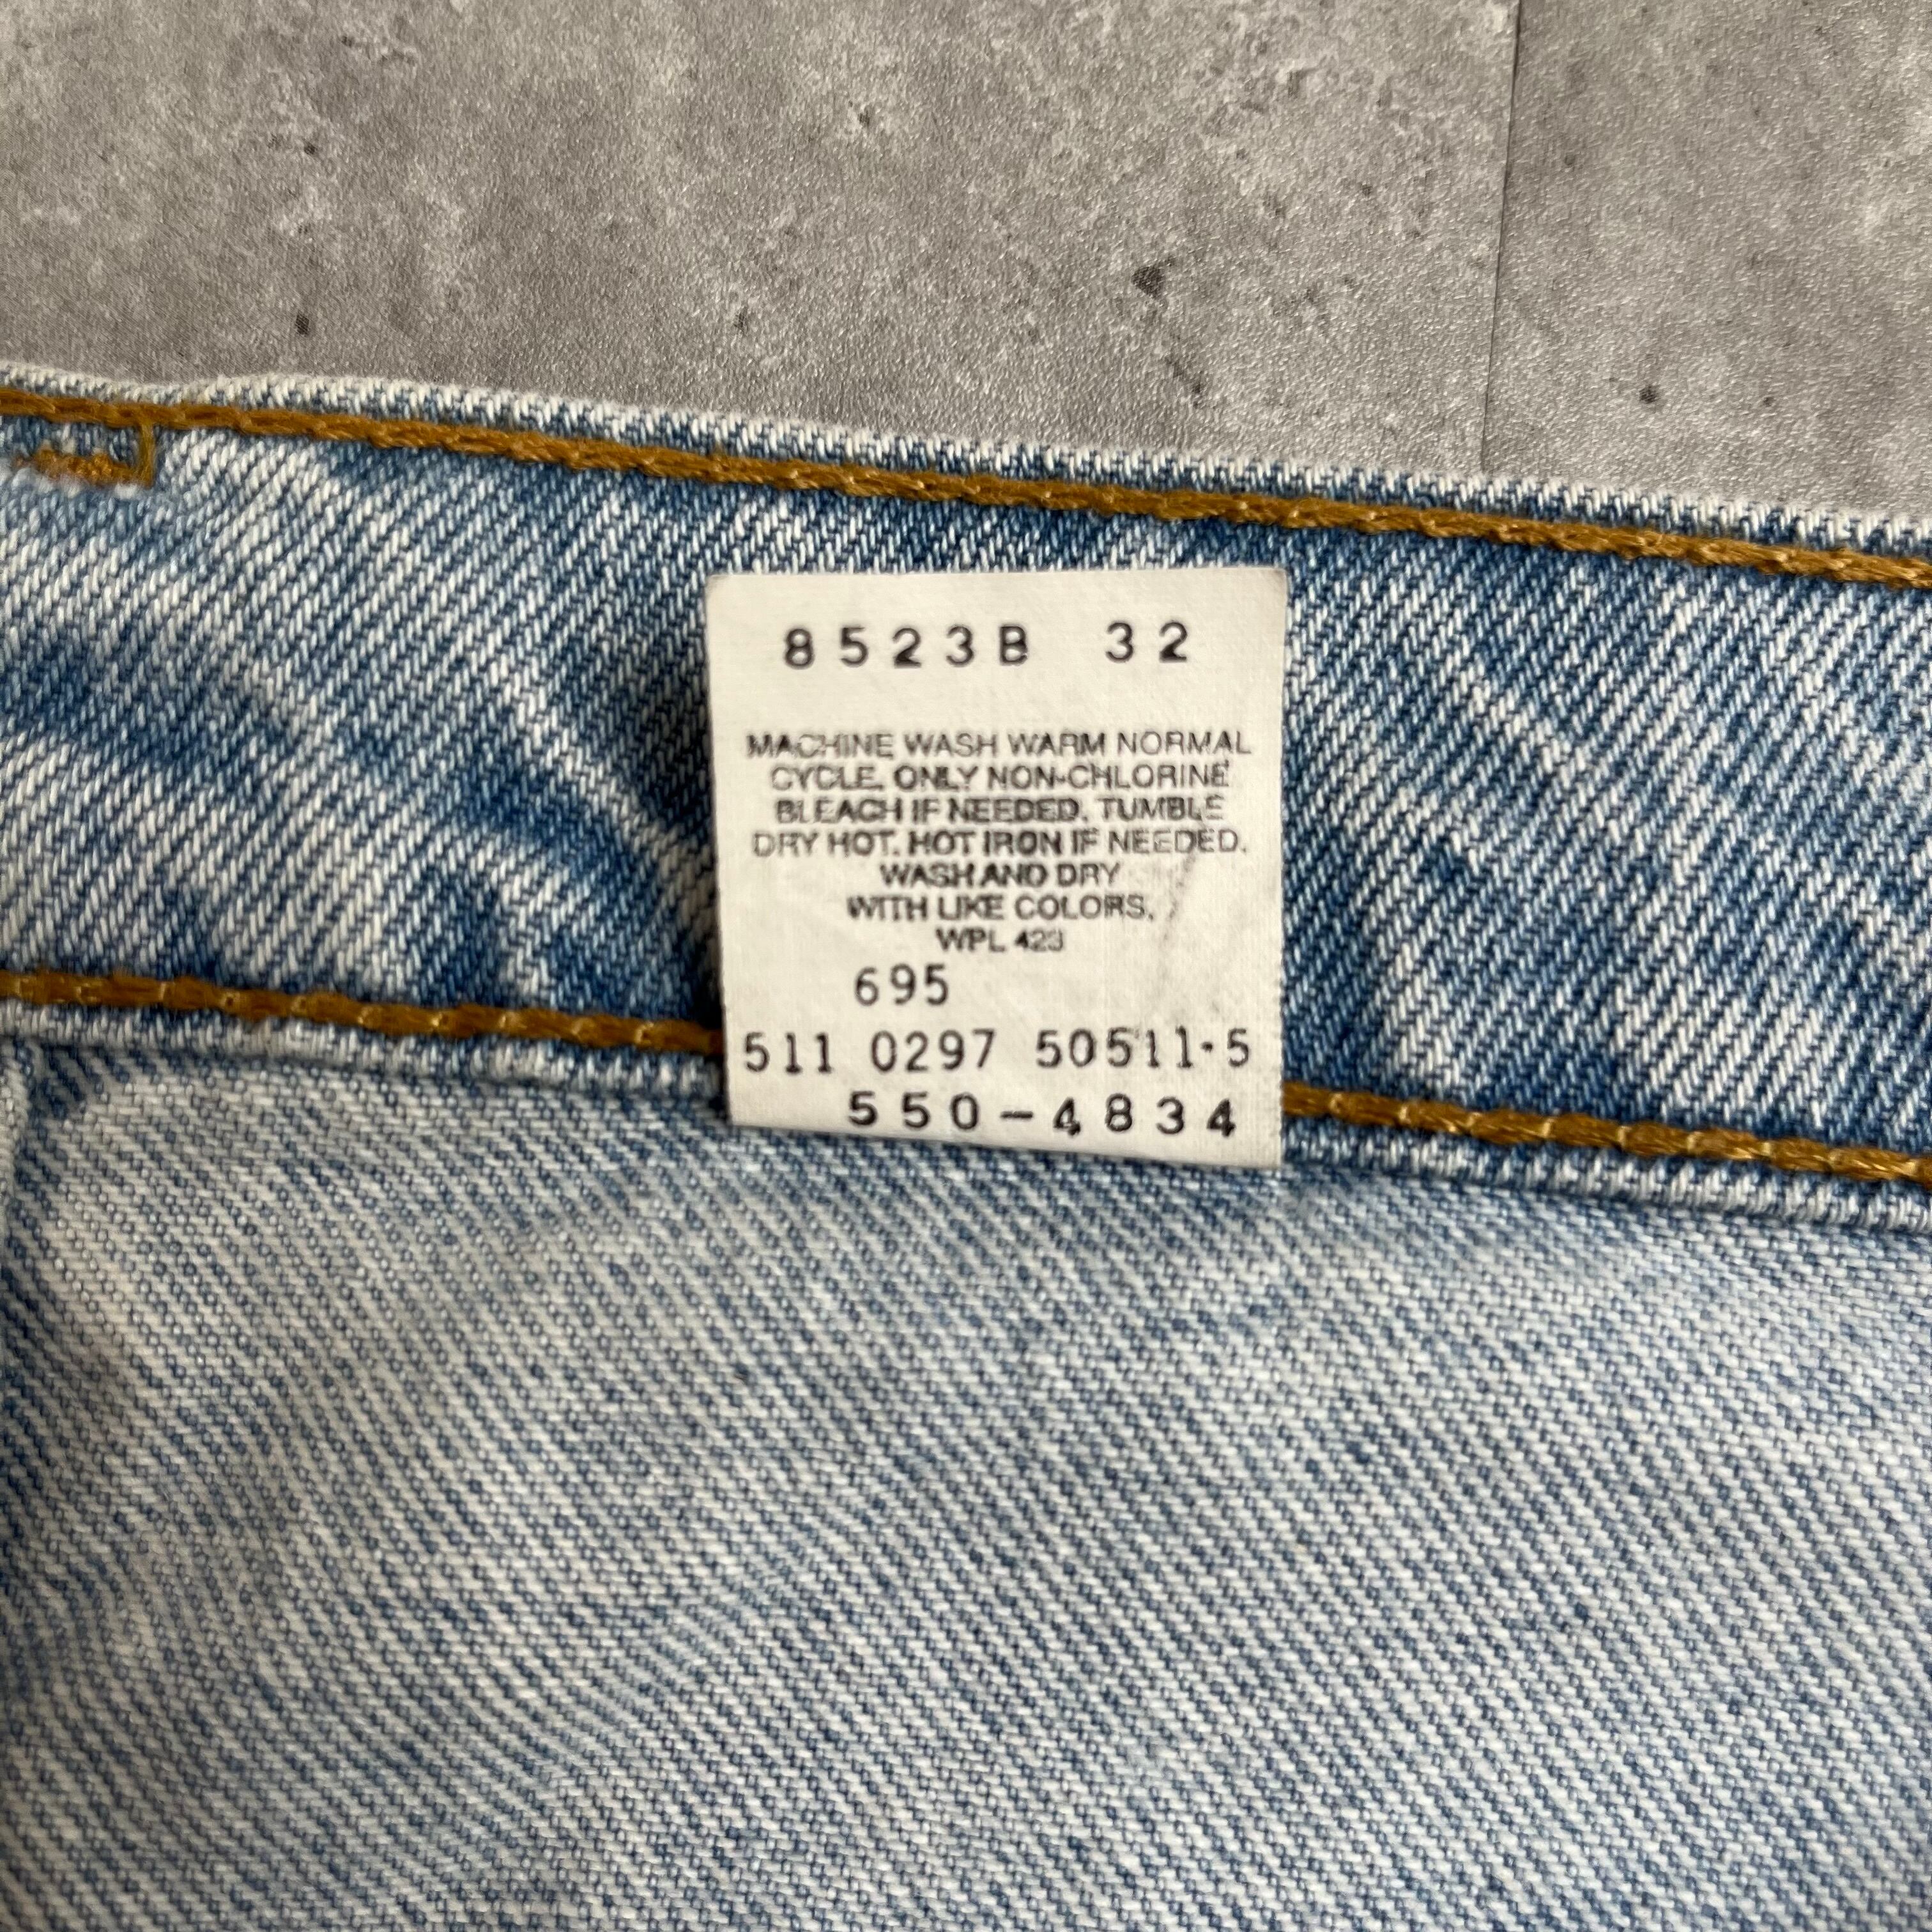 8523B 32
MACHINE WASH WARM NORMAL
CYCLE. ONLY NON-CHLORINE
BLEACH IF NEEDED. TUMBLE
DRY HOT. HOT IRON IF NEEDED.
WASH AND DRY
WITH LIKE COLORS.
WPL 423
695
511 0297 50511·5
550-4834